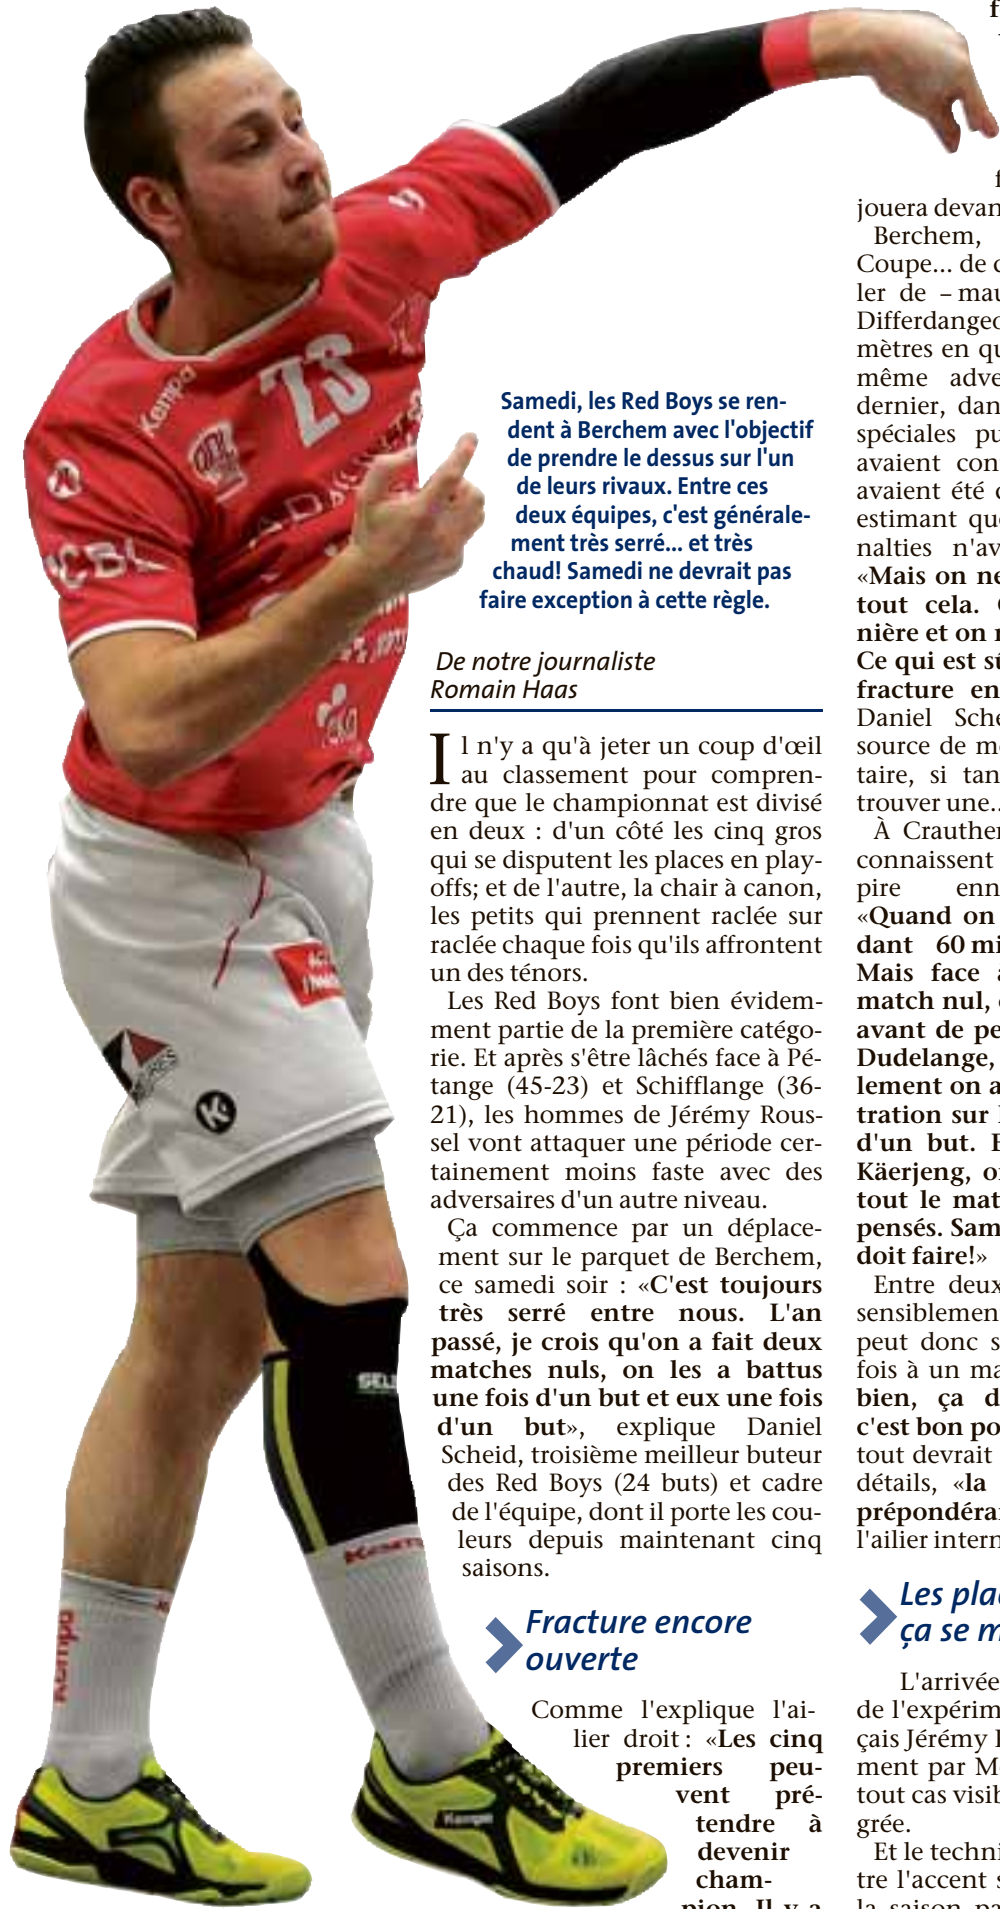 Samedi, les Red Boys se ren-
dent à Berchem avec l'objectif
de prendre le dessus sur l'un
de leurs rivaux. Entre ces
deux équipes, c'est générale-
ment très serré... et très
chaud! Samedi ne devrait pas
faire exception à cette règle.
De notre journaliste
Romain Haas
Il n'y a qu'à jeter un coup d'œil
au classement pour compren-
dre que le championnat est divisé
en deux : d'un côté les cinq gros
qui se disputent les places en play-
offs; et de l'autre, la chair à canon,
les petits qui prennent raclée sur
raclée chaque fois qu'ils affrontent
un des ténors.
Les Red Boys font bien évidem-
ment partie de la première catégo-
rie. Et après s'être lâchés face à Pé-
tange (45-23) et Schifflange (36-
21), les hommes de Jérémy Rous-
sel vont attaquer une période cer-
tainement moins faste avec des
adversaires d'un autre niveau.
Ça commence par un déplace-
ment sur le parquet de Berchem,
ce samedi soir : «C'est toujours
très serré entre nous. L'an
passé, je crois qu'on a fait deux
matches nuls, on les a battus
une fois d'un but et eux une fois
d'un but», explique Daniel
Scheid, troisième meilleur buteur
des Red Boys (24 buts) et cadre
de l'équipe, dont il porte les cou-
leurs depuis maintenant cinq
saisons.
Fracture encore
ouverte
Comme l'explique l'ai-
lier droit : «Les cinq
premiers peu-
vent pré-
tendre à
devenir
cham-
pion. Il y a
f
f
jouera devan
Berchem,
Coupe... de
ler de – mau
Differdange
mètres en qu
même adve
dernier, dan
spéciales pu
avaient con
avaient été
estimant que
nalties n'av
«Mais on ne
tout cela.
nière et on
Ce qui est sû
fracture en
Daniel Sche
source de m
taire, si tan
trouver une..
À Crauther
connaissent
pire enn
«Quand on
dant 60 mi
Mais face
match nul,
avant de pe
Dudelange,
lement on a
tration sur
d'un but.
Käerjeng, on
tout le mat
pensés. Sam
doit faire!»
Entre deux
sensiblemen
peut donc s
fois à un ma
bien, ça d
c'est bon po
tout devrait
détails, «la
prépondéra
l'ailier intern
Les plac
ça se m
L'arrivée
de l'expérim
çais Jérémy
ment par M
tout cas visib
grée.
Et le techni
tre l'accent s
la saison pa
23
Kempa
CBL
SELE
Kempa
Kempa
Kempa